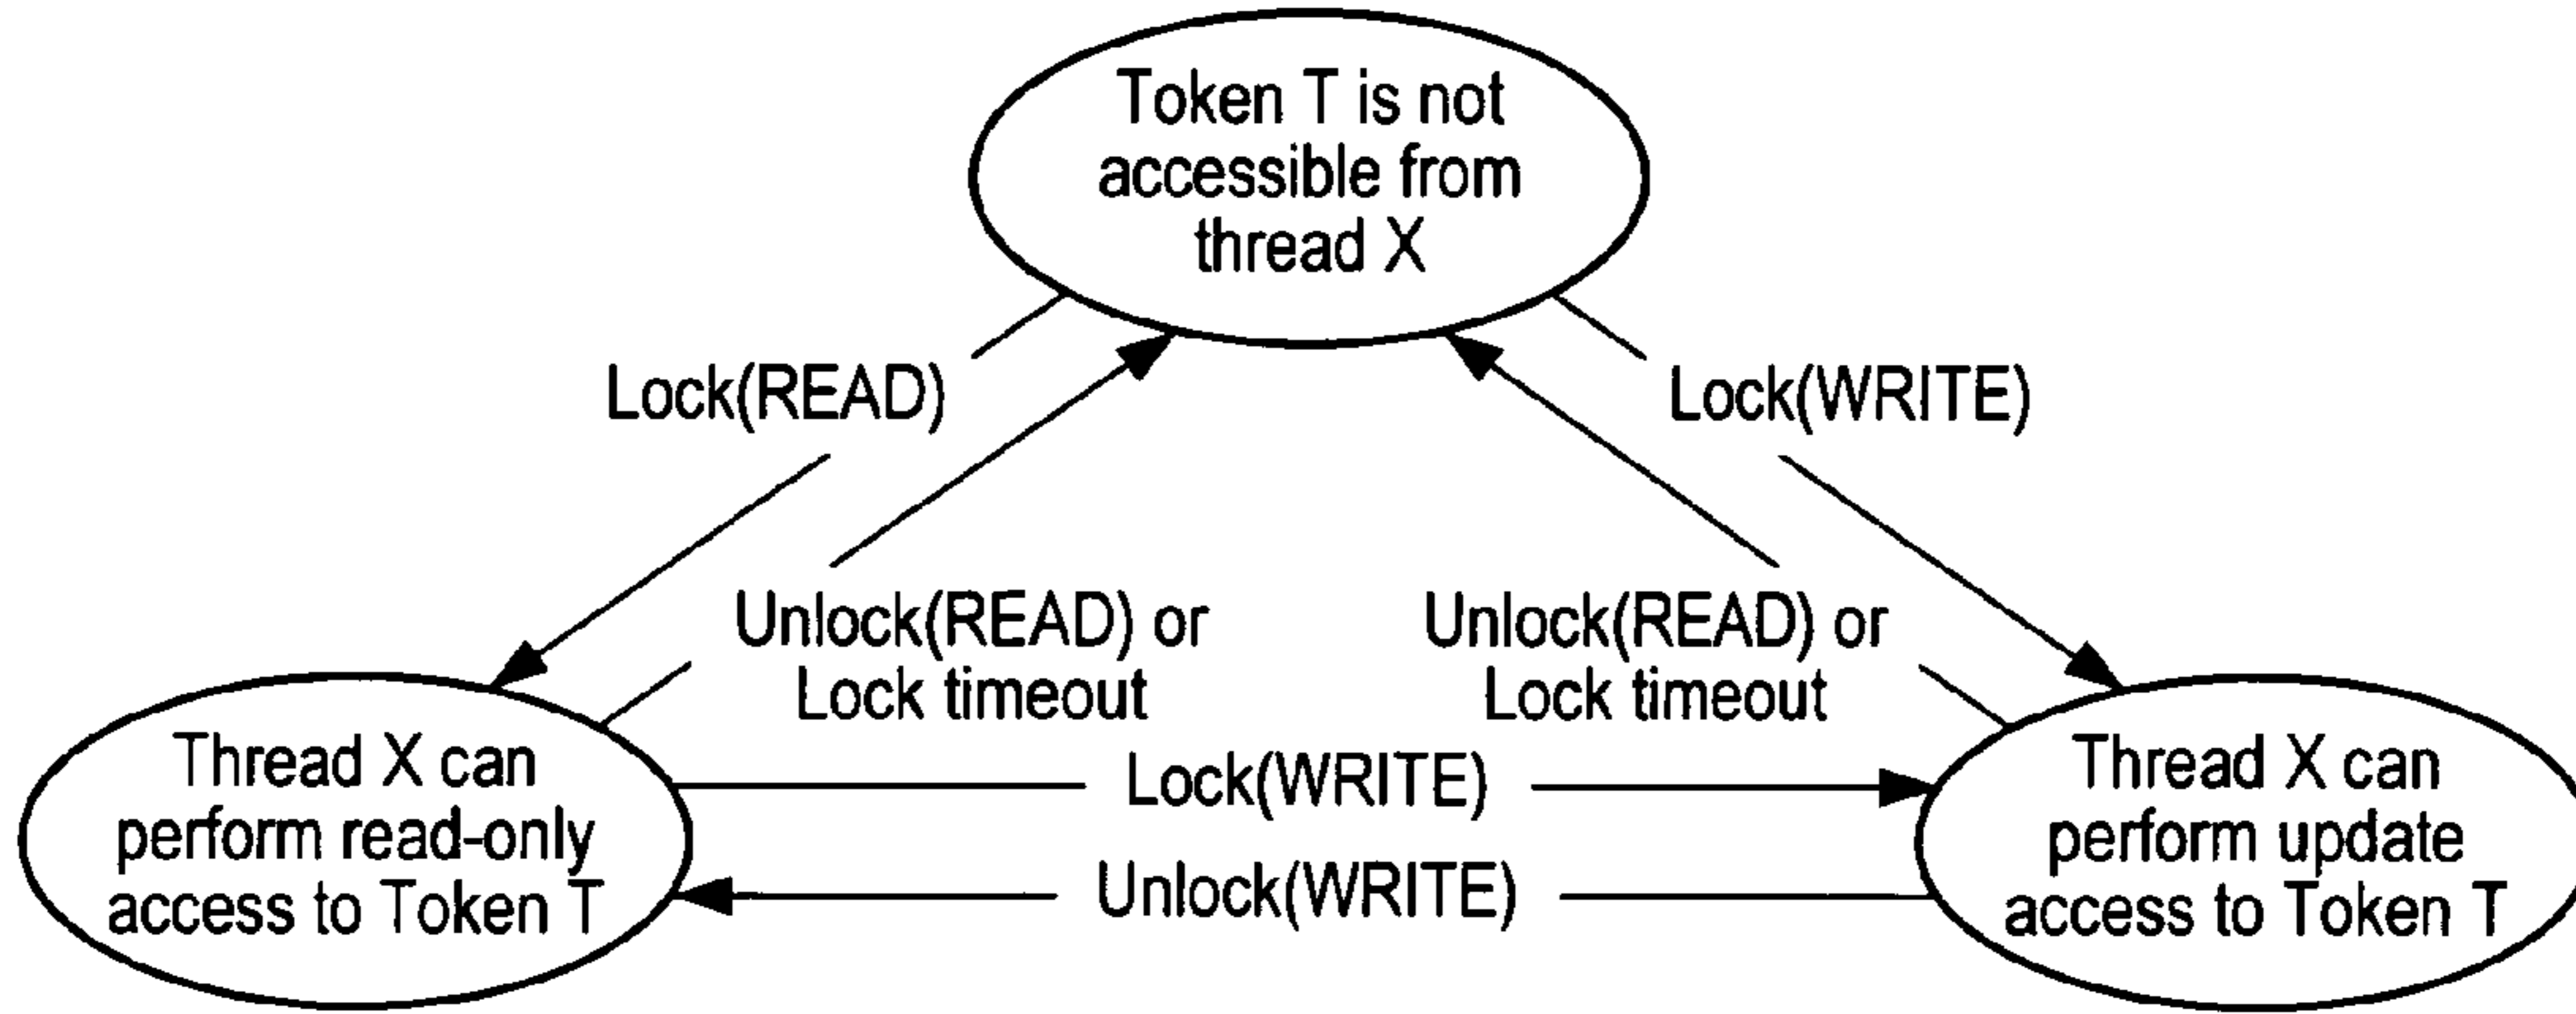 Token T is not
accessible from
thread X
Lock(READ)
Lock(WRITE)
Unlock(READ) or
Lock timeout
Unlock(READ) or
Lock timeout
Thread X can
perform read-only
access to Token T
Lock(WRITE)
Unlock(WRITE)
Thread X can
perform update
access to Token T